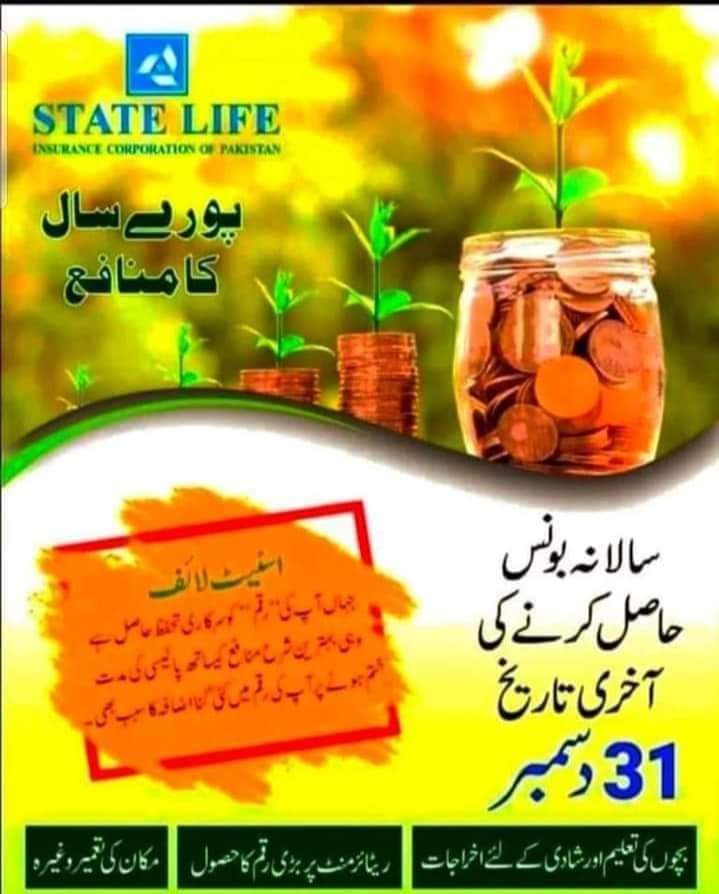 STATE LIFE
INSURANCE CORPORATION OF PAKISTAN
پورے سال
کا منافع
سالانہ بونس
حاصل کرنے کی
آخری تاریخ
31 دسمبر
اسٹیٹ لائف
جہاں آپ کی "رقم" کو سرکاری تحفظ حاصل ہے
وہی بہترین شرح منافع کیساتھ پالیسی کی مدت
ختم ہونے پر آپ کی رقم میں کئی گنا اضافہ کا سبب بھی۔
بچوں کی تعلیم اور شادی کے لئے اخراجات
ریٹائرمنٹ پر بڑی رقم کا حصول
مکان کی تعمیر وغیرہ